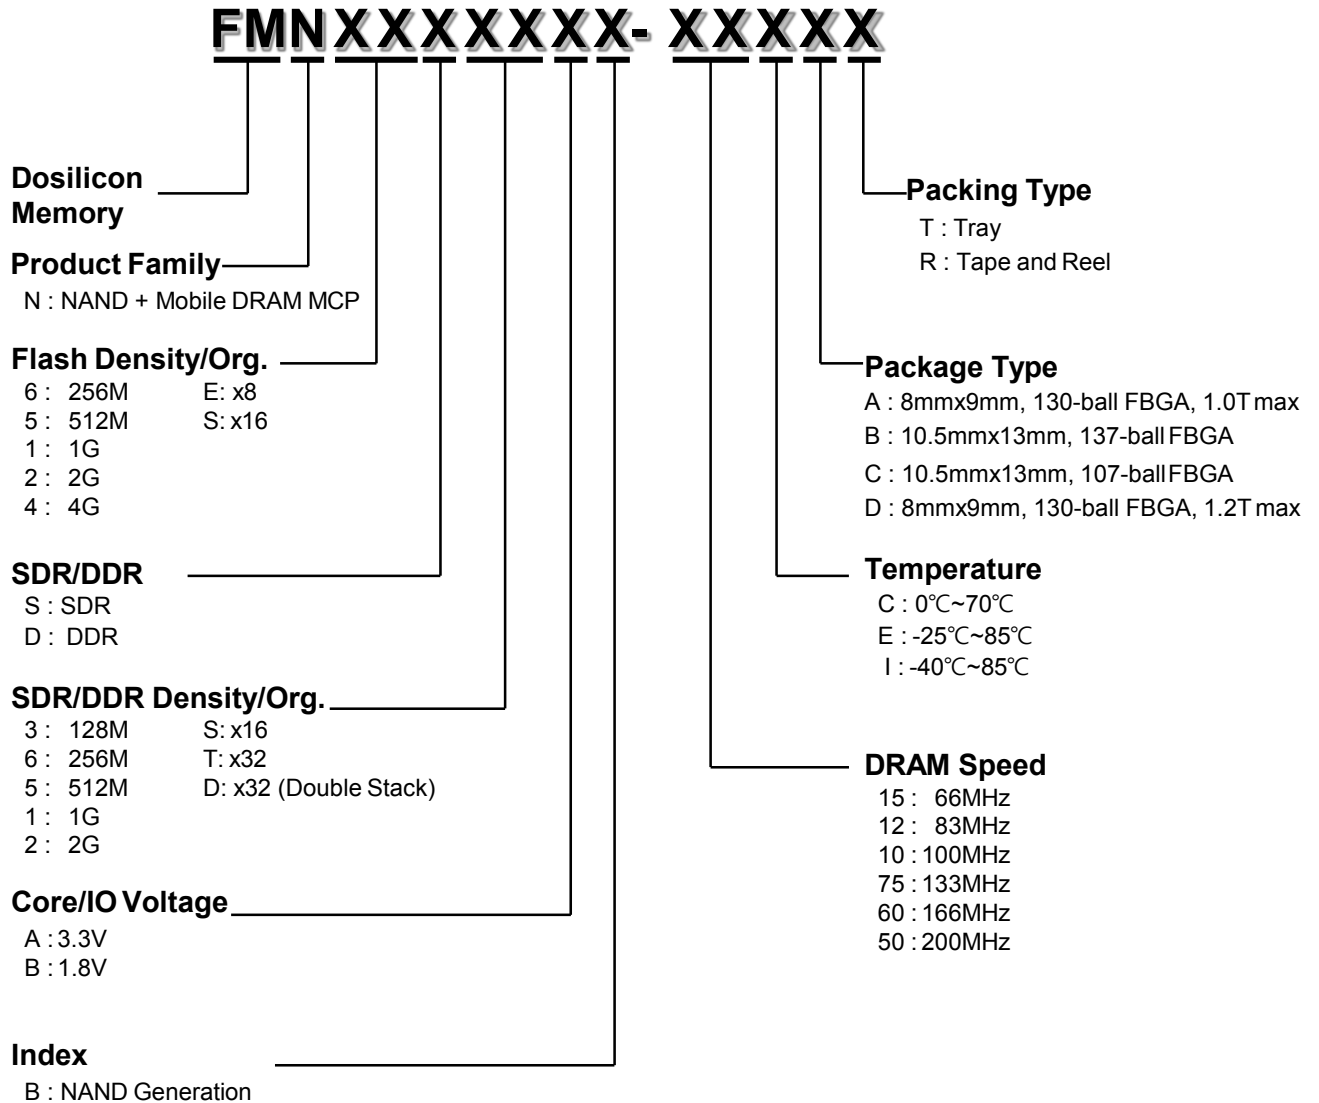 FMNXXXXXXX- XXXXX
Dosilicon
Memory
Product Family
N : NAND + Mobile DRAM MCP
Flash Density/Org.
6 : 256M E: x8
5 : 512M S: x16
1 : 1G
2 : 2G
4 : 4G
SDR/DDR
S : SDR
D : DDR
SDR/DDR Density/Org.
3 : 128M S: x16
6 : 256M T: x32
5 : 512M D: x32 (Double Stack)
1 : 1G
2 : 2G
Core/IO Voltage
A : 3.3V
B : 1.8V
Index
B : NAND Generation
Packing Type
T : Tray
R : Tape and Reel
Package Type
A : 8mmx9mm, 130-ball FBGA, 1.0T max
B : 10.5mmx13mm, 137-ball FBGA
C : 10.5mmx13mm, 107-ball FBGA
D : 8mmx9mm, 130-ball FBGA, 1.2T max
Temperature
C : 0℃~70℃
E : -25℃~85℃
I : -40℃~85℃
DRAM Speed
15 : 66MHz
12 : 83MHz
10 : 100MHz
75 : 133MHz
60 : 166MHz
50 : 200MHz